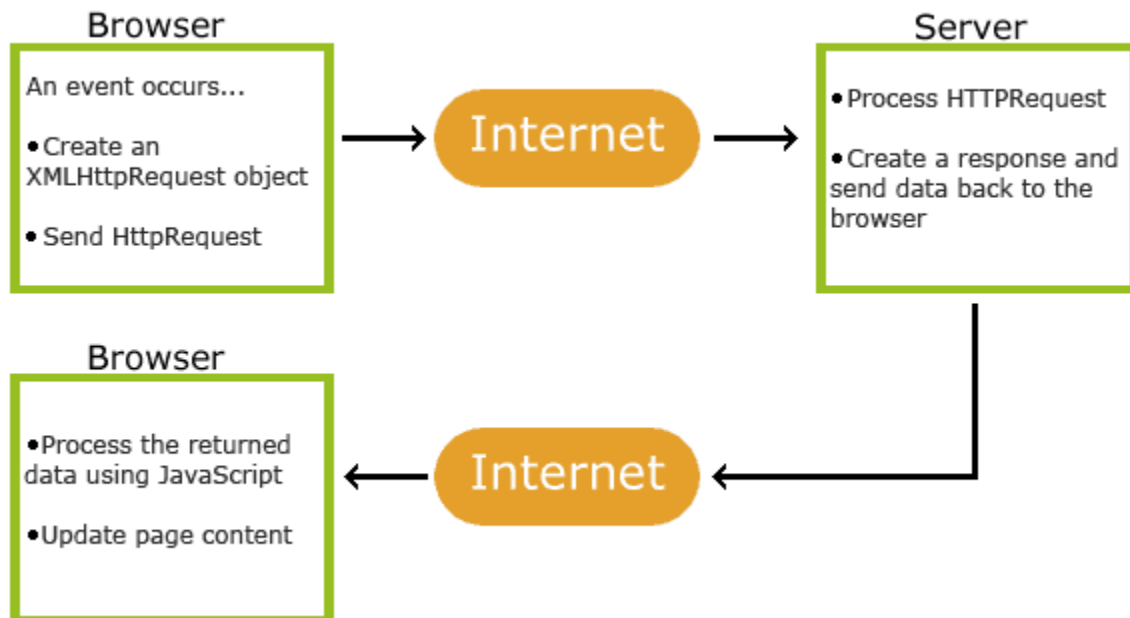 Browser
An event occurs...
•Create an
XMLHttpRequest object
• Send HttpRequest
Internet
Server
•Process HTTPRequest
•Create a response and
send data back to the
browser
Browser
•Process the returned
data using JavaScript
•Update page content
Internet